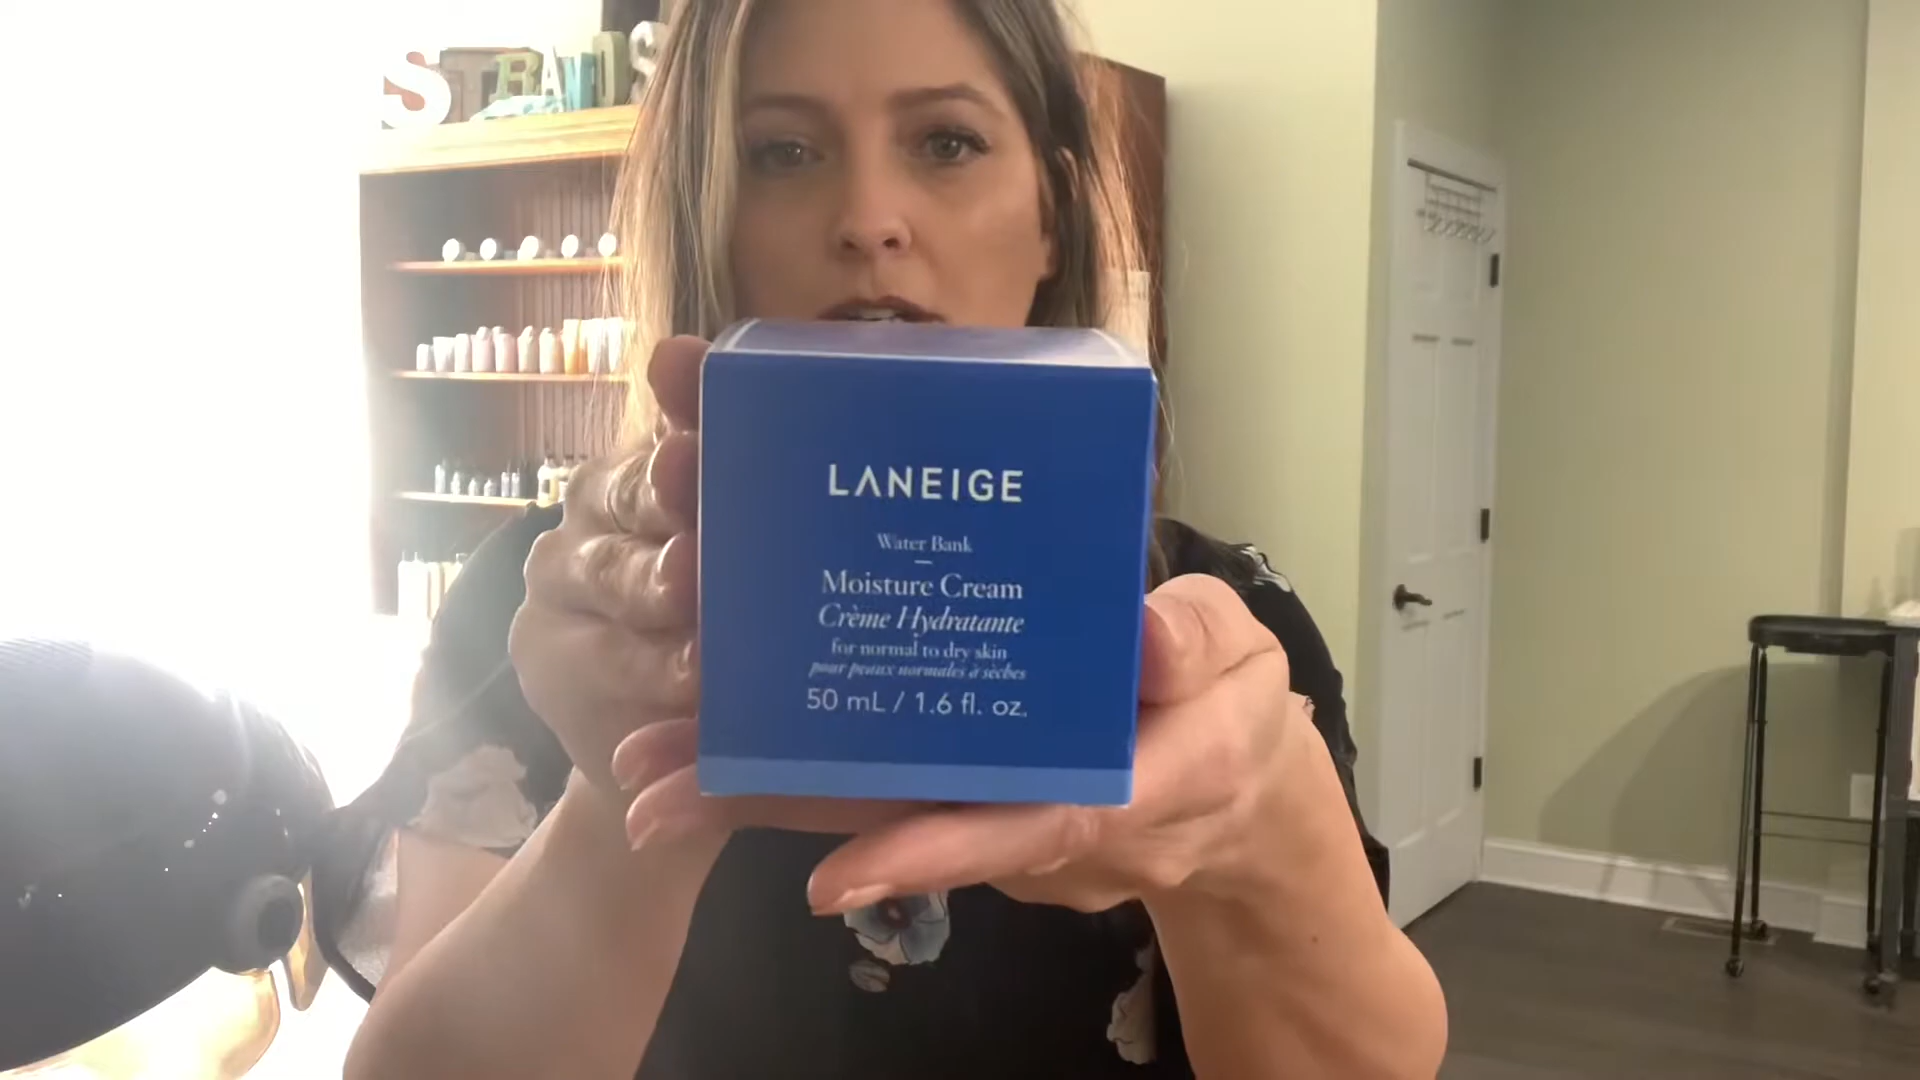 STRANDS
LANEIGE
Water Bank
Moisture Cream
Crème Hydratante
for normal to dry skin
pour peaux normales à sèches
50 mL / 1.6 fl. oz.